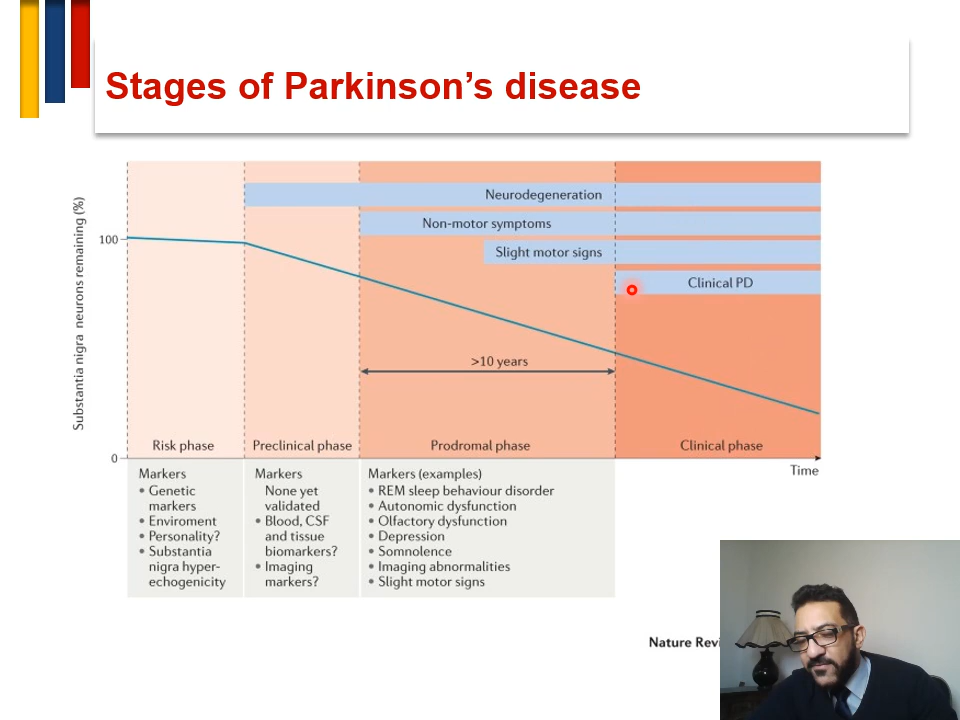 Stages of Parkinson’s disease
Substantia nigra neurons remaining (%)
100
0
Neurodegeneration
Non-motor symptoms
Slight motor signs
Clinical PD
>10 years
Risk phase
Preclinical phase
Prodromal phase
Clinical phase
Time
Markers
• Genetic
markers
• Enviroment
• Personality?
• Substantia
nigra hyper-
echogenicity
Markers
None yet
validated
• Blood, CSF
and tissue
biomarkers?
• Imaging
markers?
Markers (examples)
• REM sleep behaviour disorder
• Autonomic dysfunction
• Olfactory dysfunction
• Depression
• Somnolence
• Imaging abnormalities
• Slight motor signs
Nature